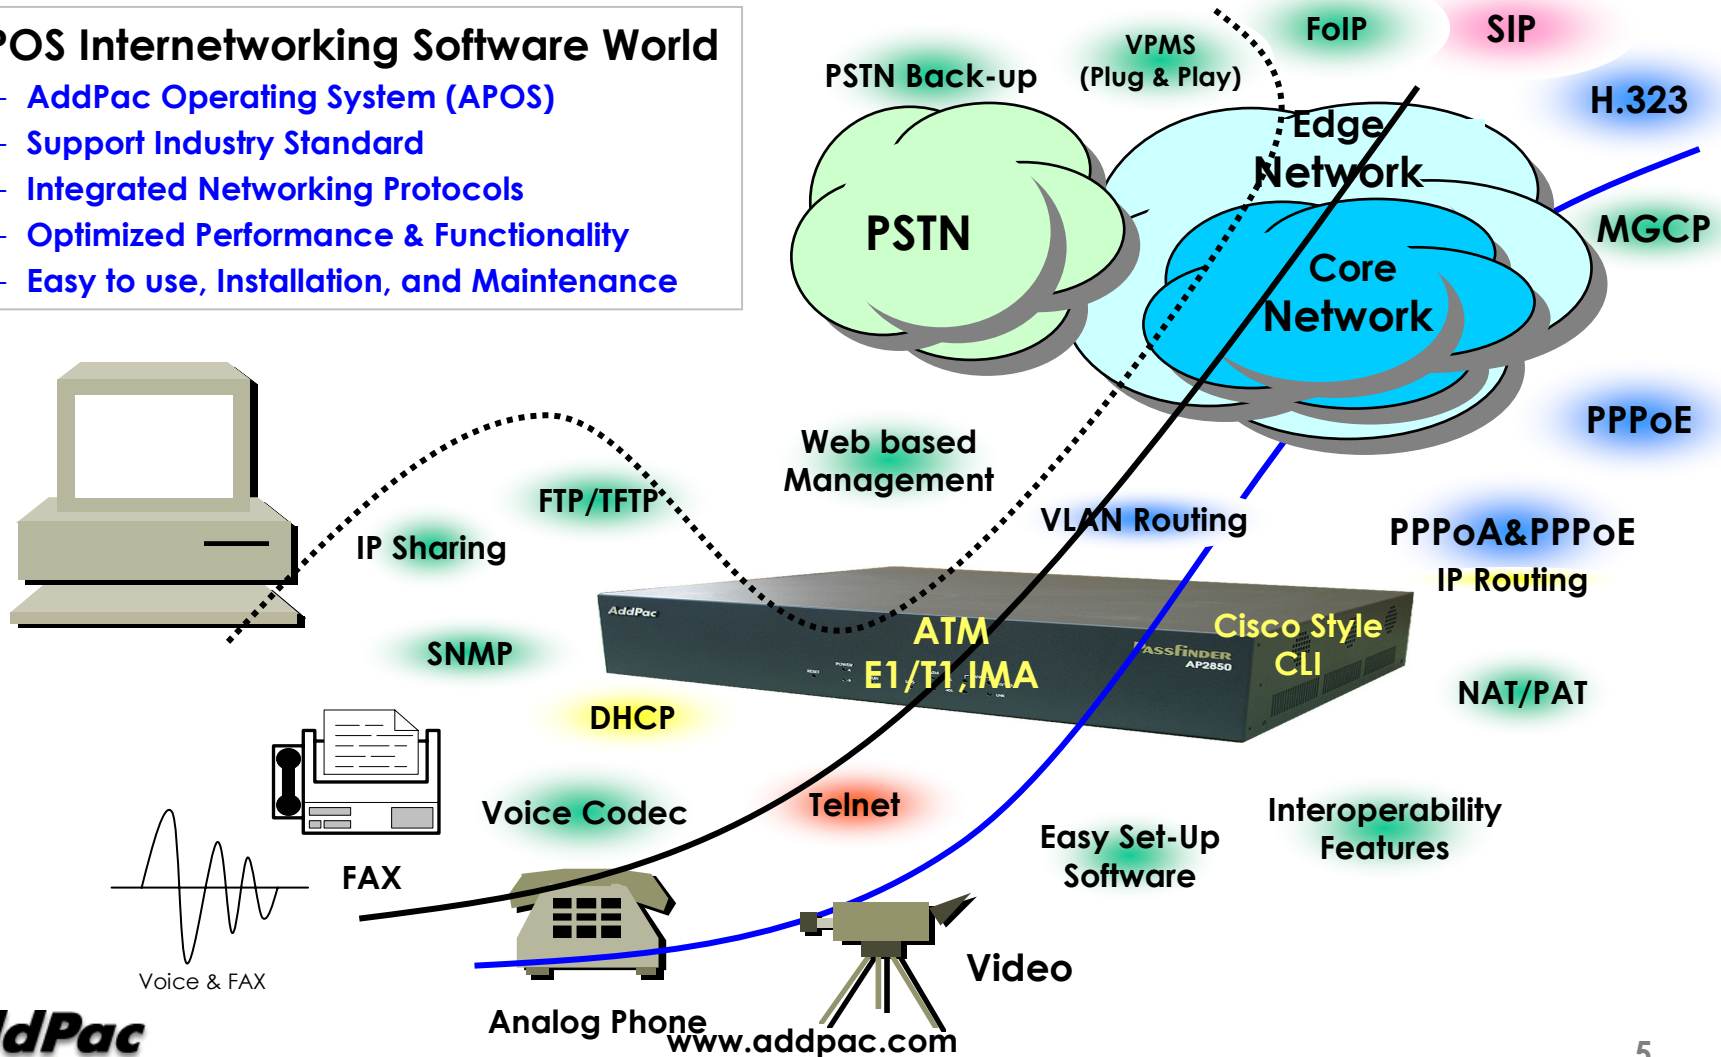 POS Internetworking Software World
- AddPac Operating System (APOS)
- Support Industry Standard
- Integrated Networking Protocols
- Optimized Performance & Functionality
- Easy to use, Installation, and Maintenance
PSTN Back-up
VPMS
(Plug & Play)
FoIP
SIP
H.323
MGCP
PSTN
Edge
Network
Core
Network
PPPoE
Web based
Management
FTP/TFTP
IP Sharing
VLAN Routing
PPPoA&PPPoE
IP Routing
SNMP
AddPac
ATM
E1/T1,IMA
Cisco Style
CLI
PASSFINDER
AP2850
POWER
RESET
NAT/PAT
DHCP
Voice Codec
Telnet
Easy Set-Up
Software
Interoperability
Features
FAX
Voice & FAX
Video
Analog Phone
www.addpac.com
ddPac
5